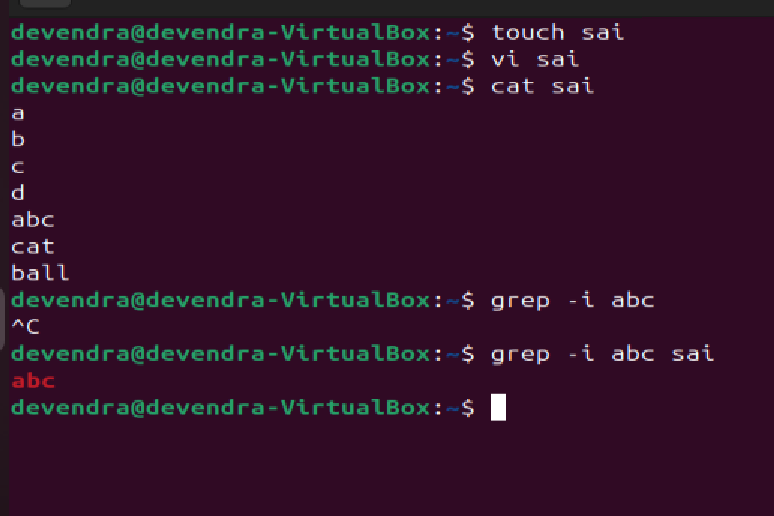 devendra@devendra-VirtualBox:~$ touch sai
devendra@devendra-VirtualBox:~$ vi sai
devendra@devendra-VirtualBox:~$ cat sai
a
b
c
d
abc
cat
ball
devendra@devendra-VirtualBox:~$ grep -i abc
^C
devendra@devendra-VirtualBox:~$ grep -i abc sai
abc
devendra@devendra-VirtualBox:~$